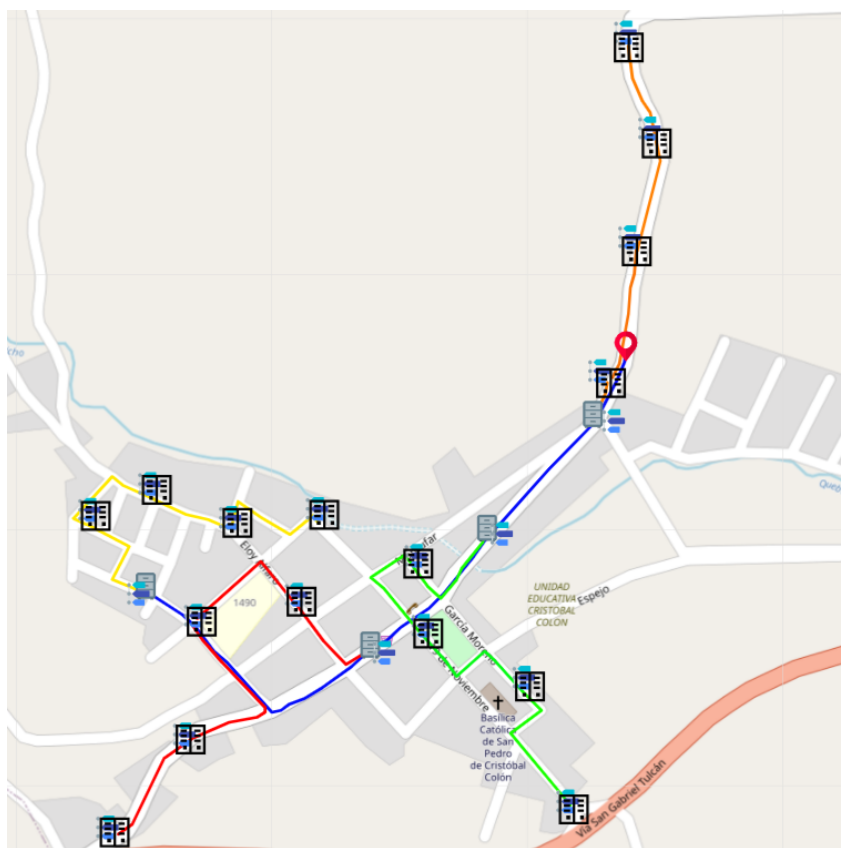 Eloy Alfaro
1490
UNIDAD
EDUCATIVA
CRISTÓBAL
COLÓN
Espejo
García Moreno
de Noviembre
Basílica
Católica
de San
Pedro
de Cristóbal
Colón
Vía San Gabriel Tulcán